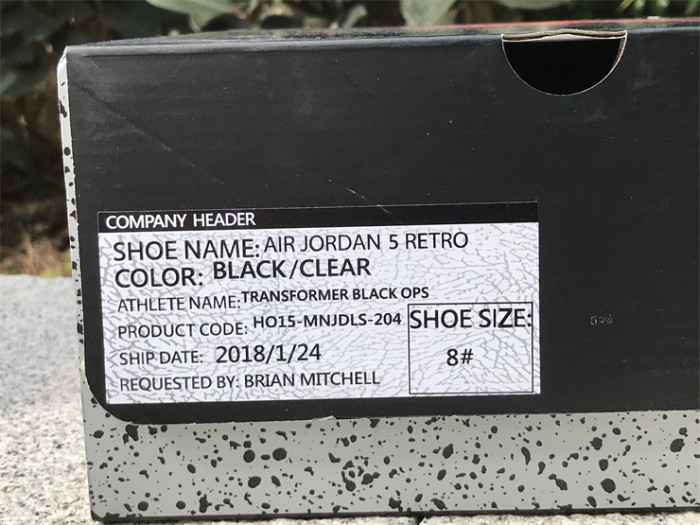 COMPANY HEADER
SHOE NAME: AIR JORDAN 5 RETRO
COLOR: BLACK/CLEAR
ATHLETE NAME: TRANSFORMER BLACK OPS
PRODUCT CODE: HO15-MNJDLS-204
SHOE SIZE:
8#
SHIP DATE: 2018/1/24
REQUESTED BY: BRIAN MITCHELL